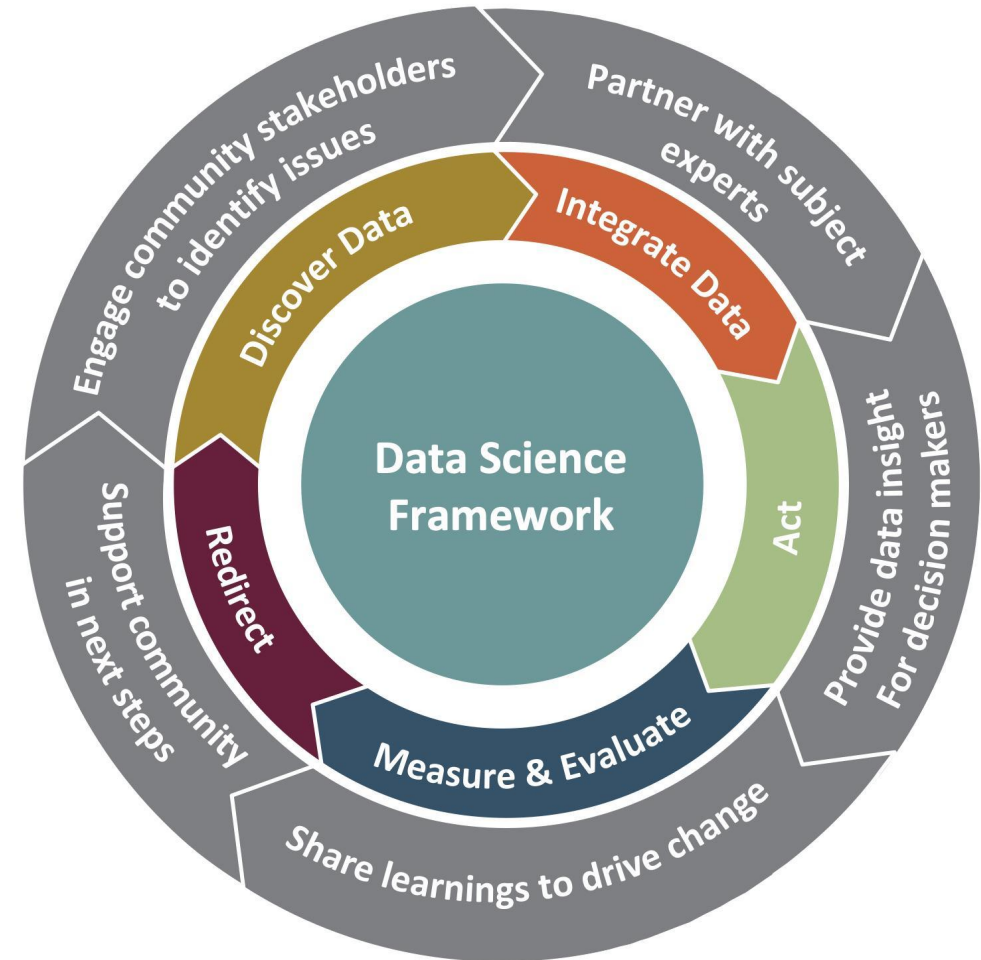 Engage community stakeholders
to identify issues
Partner with subject
experts
Provide data insight
For decision makers
Share learnings to drive change
Support community
in next steps
Discover Data
Integrate Data
Act
Measure & Evaluate
Redirect
Data Science
Framework